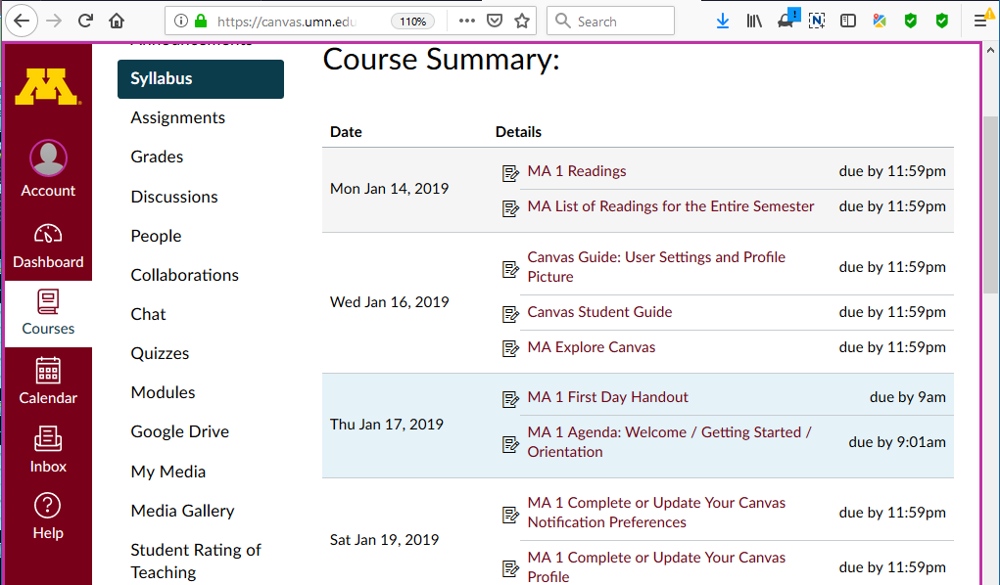 https://canvas.umn.edu
110%
Search
1
Announcements
Syllabus
Assignments
Grades
Discussions
People
Collaborations
Chat
Quizzes
Modules
Google Drive
My Media
Media Gallery
Student Rating of
Teaching
M
Account
Dashboard
Courses
Calendar
Inbox
Help
Course Summary:
Date Details
Mon Jan 14, 2019
MA 1 Readings due by 11:59pm
MA List of Readings for the Entire Semester due by 11:59pm
Wed Jan 16, 2019
Canvas Guide: User Settings and Profile
Picture due by 11:59pm
Canvas Student Guide due by 11:59pm
MA Explore Canvas due by 11:59pm
Thu Jan 17, 2019
MA 1 First Day Handout due by 9am
MA 1 Agenda: Welcome / Getting Started /
Orientation due by 9:01am
Sat Jan 19, 2019
MA 1 Complete or Update Your Canvas
Notification Preferences due by 11:59pm
MA 1 Complete or Update Your Canvas
Profile due by 11:59pm